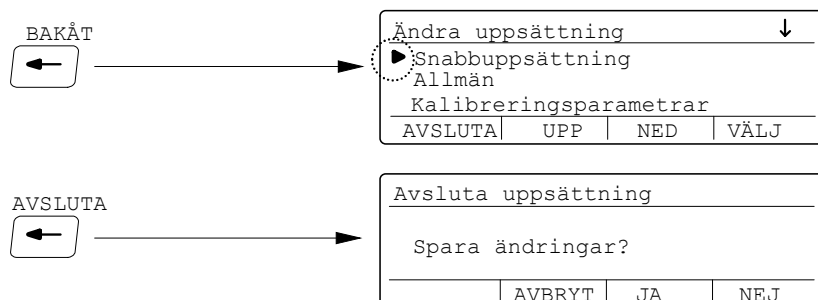 BAKÅT
Ändra uppsättning ↓
Snabbuppsättning
Allmän
Kalibreringsparametrar
AVSLUTA UPP NED VÄLJ
AVSLUTA
Avsluta uppsättning
Spara ändringar?
AVBRYT JA NEJ